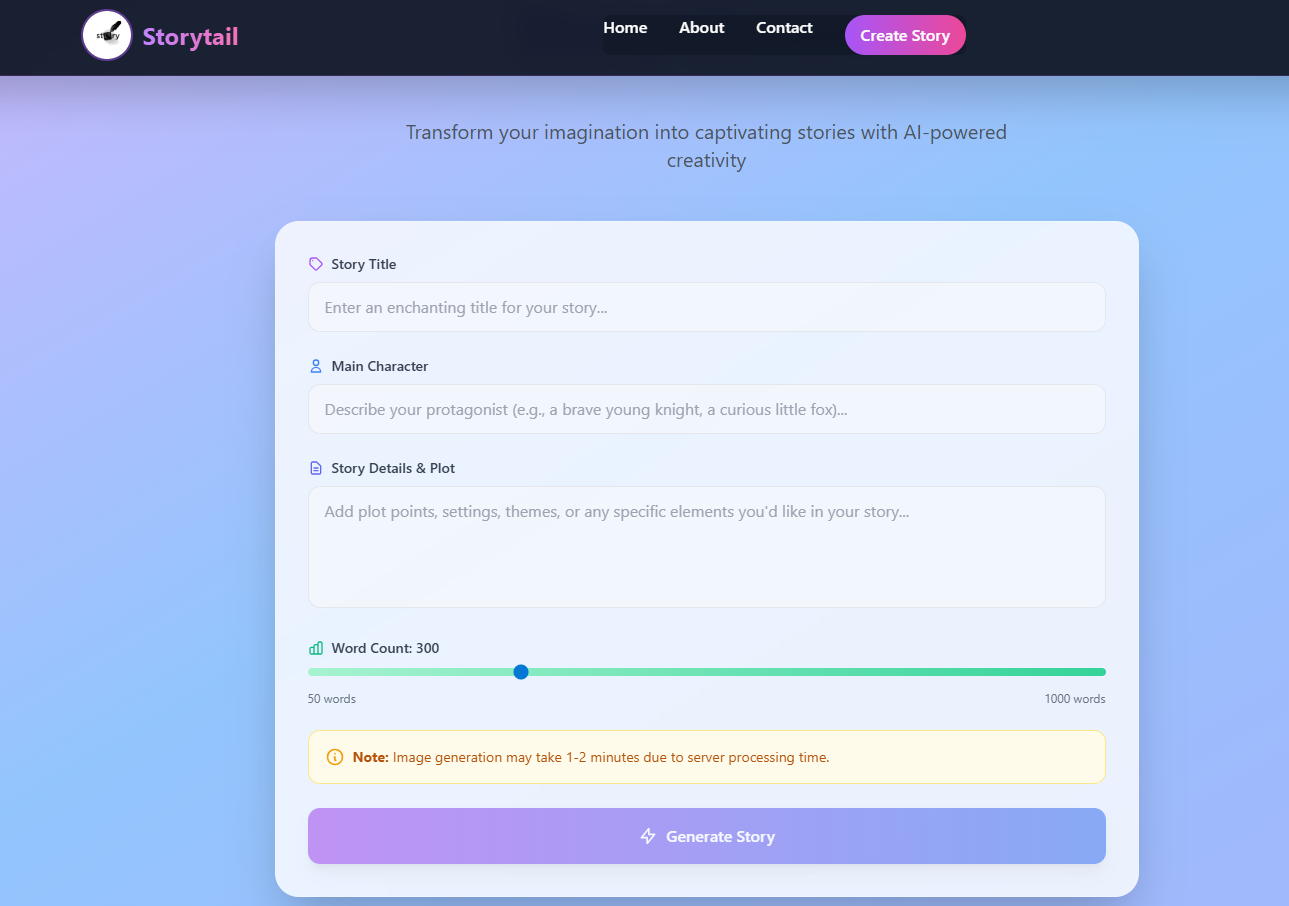 story
Storytail
Home
About
Contact
Create Story
Transform your imagination into captivating stories with AI-powered
creativity
Story Title
Enter an enchanting title for your story...
Main Character
Describe your protagonist (e.g., a brave young knight, a curious little fox)...
Story Details & Plot
Add plot points, settings, themes, or any specific elements you'd like in your story...
Word Count: 300
50 words
1000 words
Note: Image generation may take 1-2 minutes due to server processing time.
Generate Story